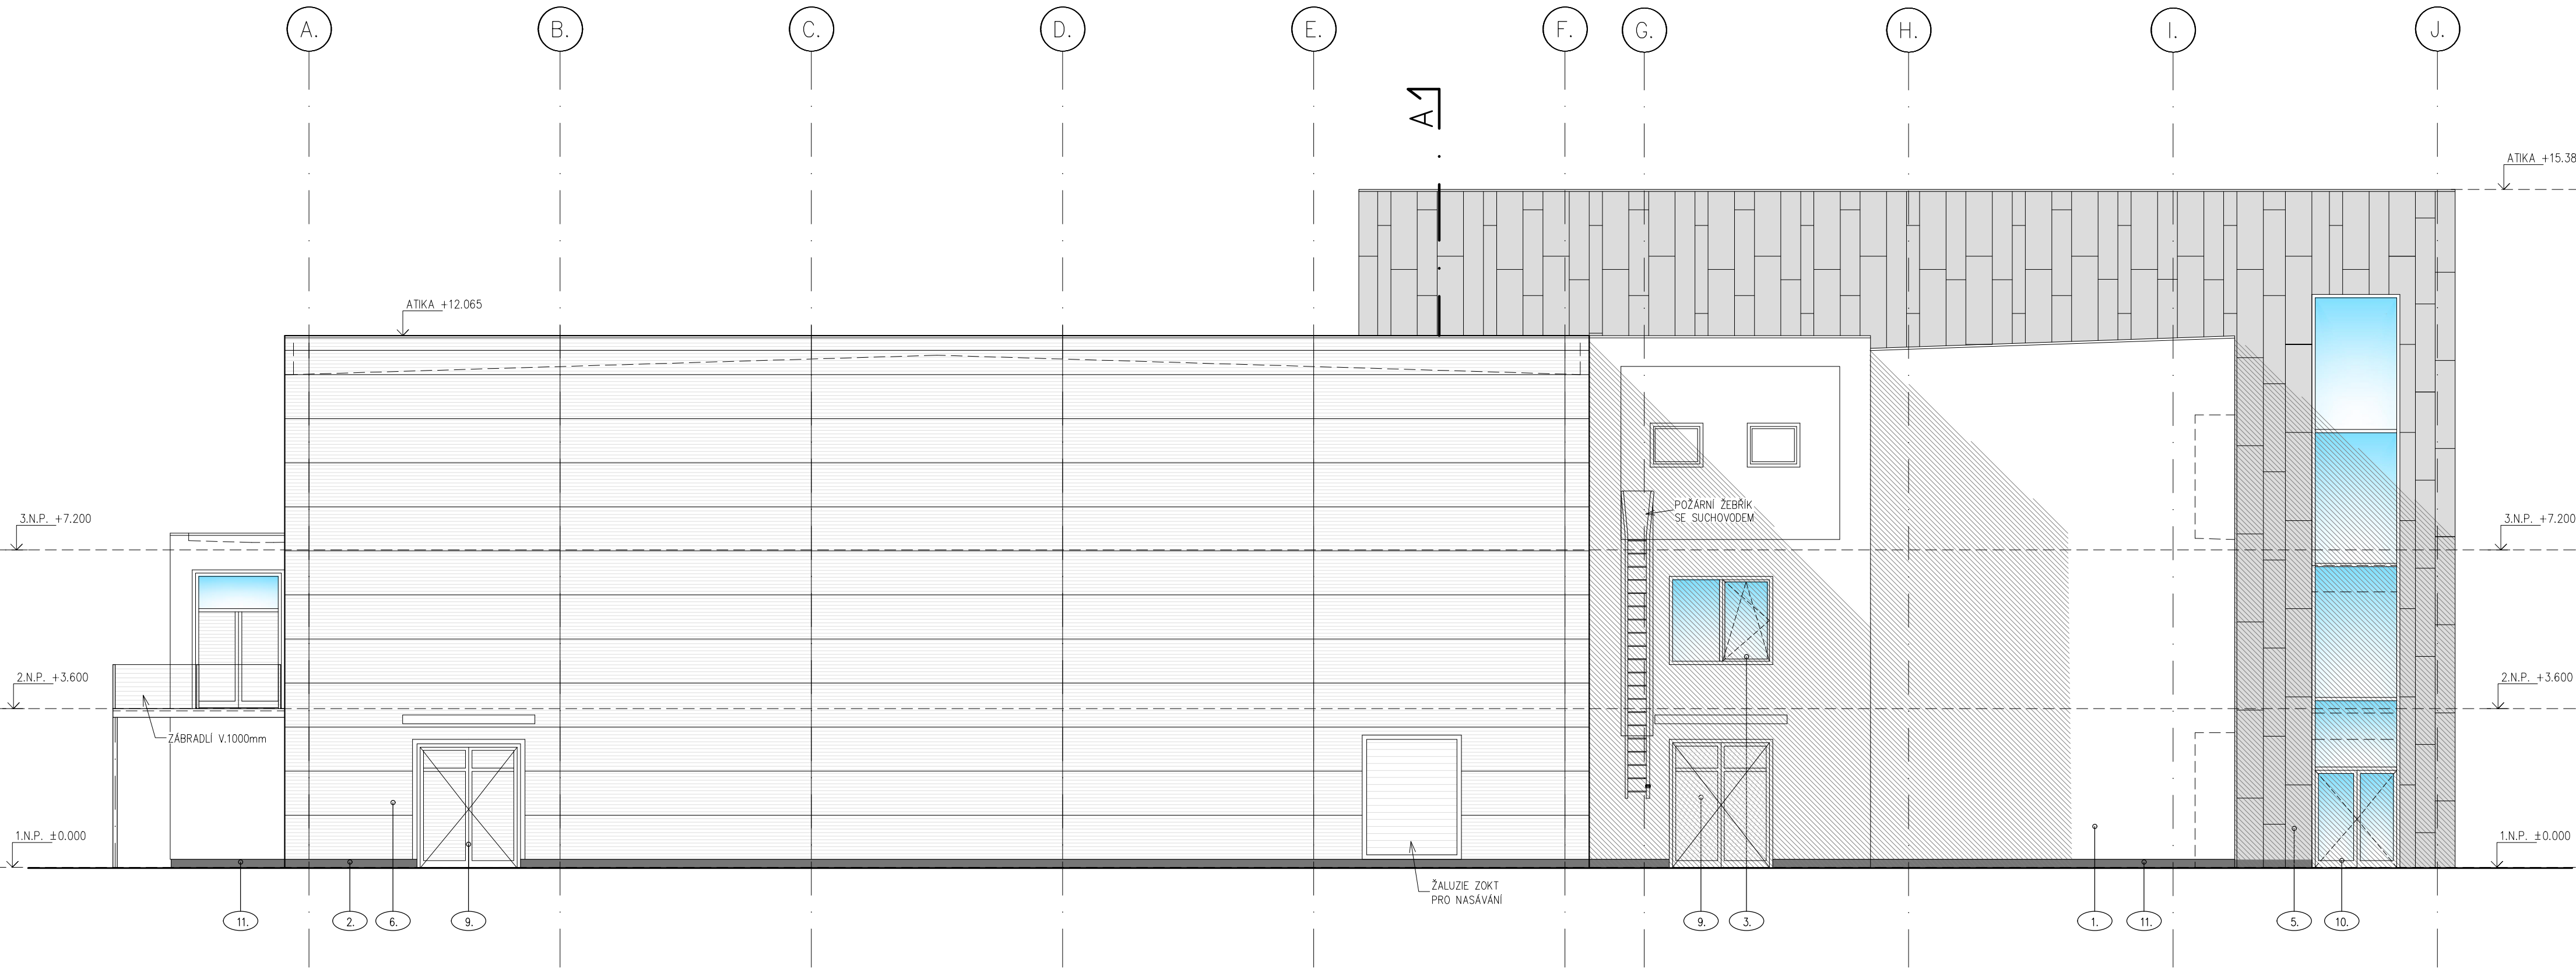 A.
B.
C.
D.
E.
F.
G.
H.
I.
J.
A1
ATIKA +15.38
ATIKA +12.065
POŽÁRNÍ ŽEBŘÍK
SE SUCHOVODEM
3.N.P. +7.200
3.N.P. +7.200
2.N.P. +3.600
2.N.P. +3.600
ZÁBRADLÍ V.1000mm
1.N.P. ±0.000
1.N.P. ±0.000
ŽALUZIE ZOKT
PRO NASÁVÁNÍ
11.
2.
6.
9.
9.
3.
1.
11.
5.
10.